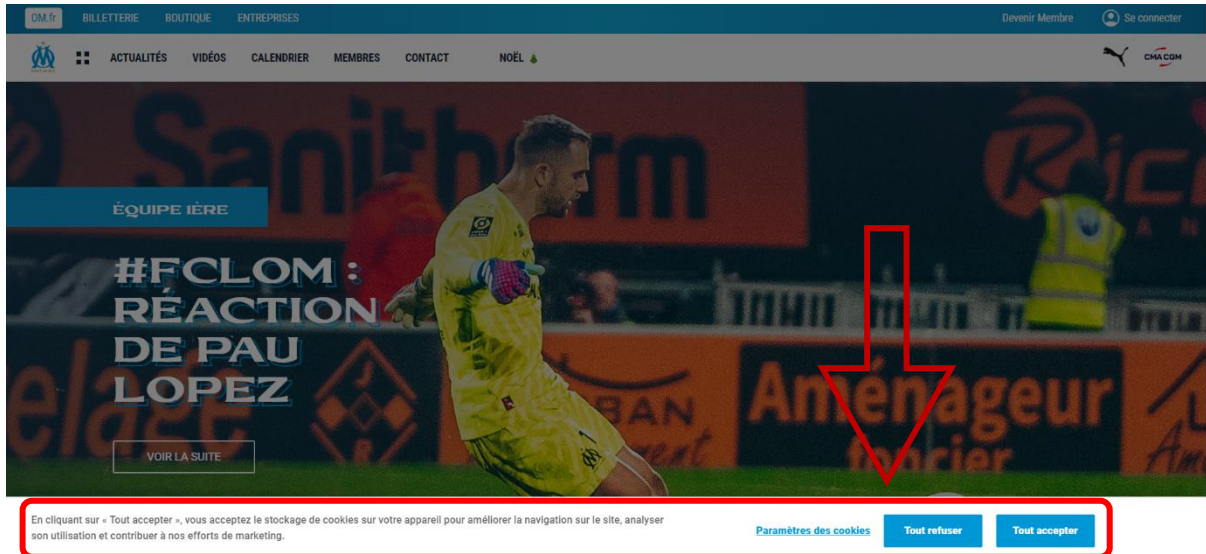 OM.fr BILLETTERIE BOUTIQUE ENTREPRISES Devenir Membre Se connecter
ACTUALITÉS VIDÉOS CALENDRIER MEMBRES CONTACT NOËL CMA CGM
Sanitherm
ÉQUIPE 1ÈRE
#FCLOM :
RÉACTION
DE PAU
LOPEZ
Aménageur
foncier
VOIR LA SUITE
En cliquant sur « Tout accepter », vous acceptez le stockage de cookies sur votre appareil pour améliorer la navigation sur le site, analyser
son utilisation et contribuer à nos efforts de marketing.
Paramètres des cookies Tout refuser Tout accepter